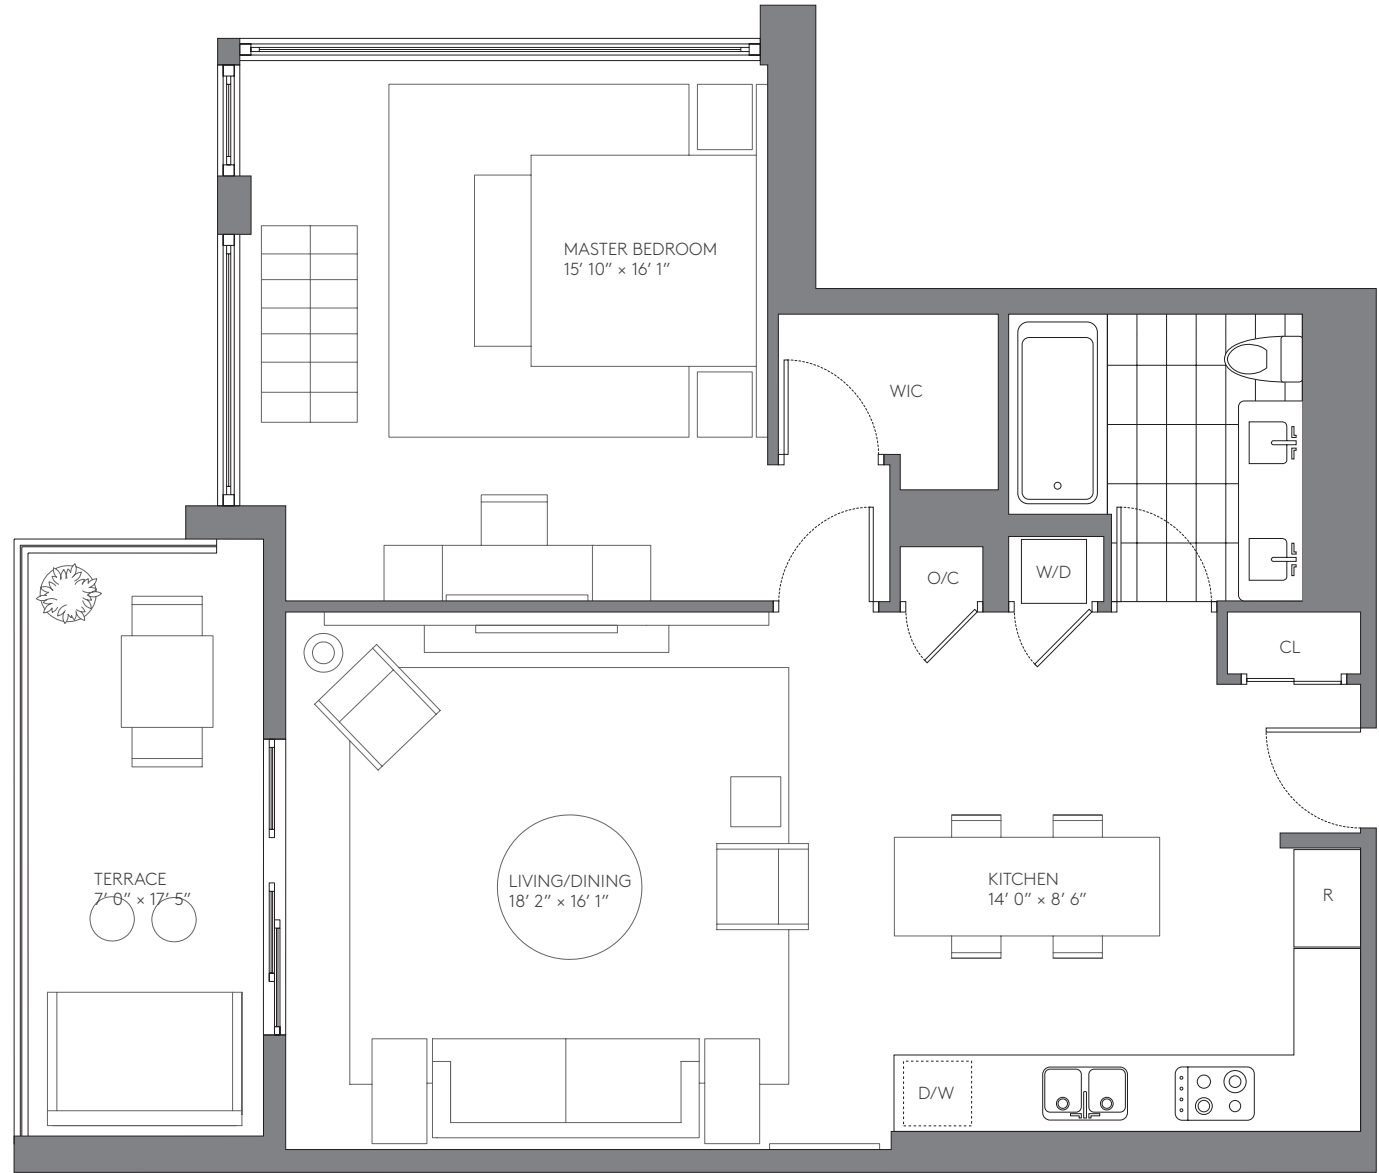 MASTER BEDROOM
15’ 10” × 16’ 1”
WIC
O/C
W/D
CL
TERRACE
7’ 0” × 17’ 5”
LIVING/DINING
18’ 2” × 16’ 1”
KITCHEN
14’ 0” × 8’ 6”
R
D/W